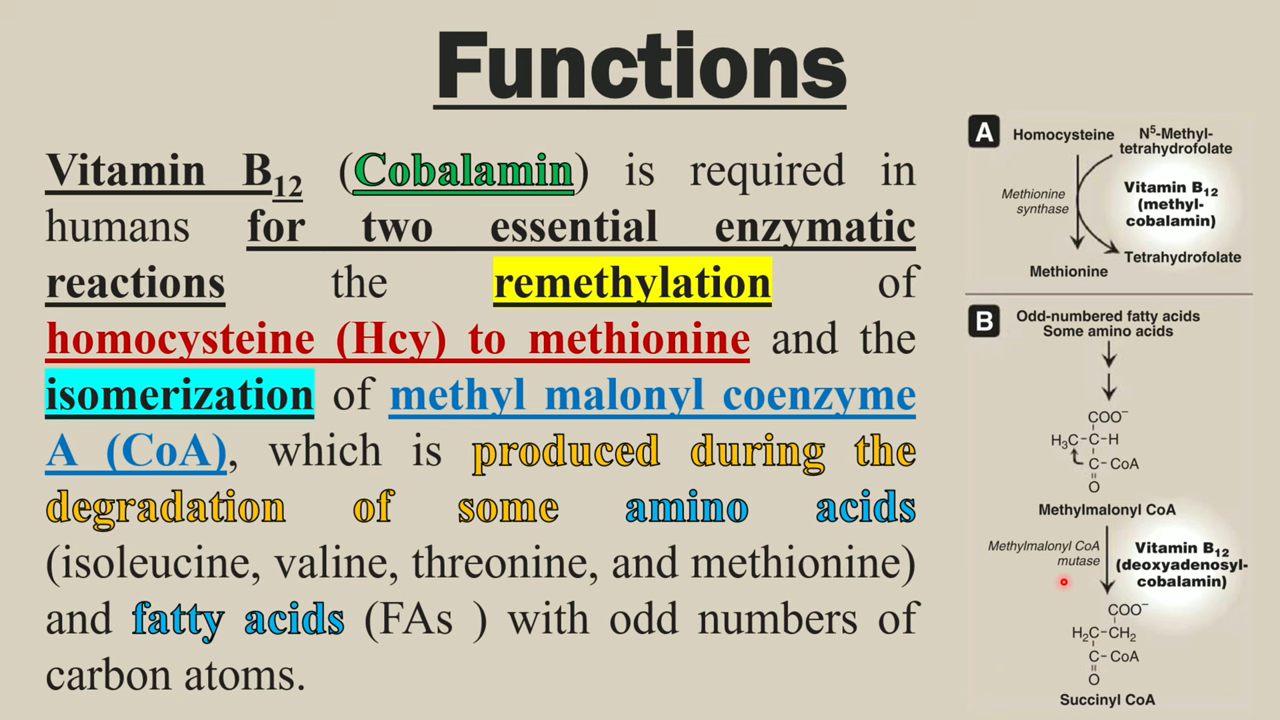 Functions
Vitamin B12 (Cobalamin) is required in
humans for two essential enzymatic
reactions the remethylation of
homocysteine (Hcy) to methionine and the
isomerization of methyl malonyl coenzyme
A (CoA), which is produced during the
degradation of some amino acids
(isoleucine, valine, threonine, and methionine)
and fatty acids (FAs ) with odd numbers of
carbon atoms.
A
Homocysteine
N⁵-Methyl-
tetrahydrofolate
Methionine
synthase
Vitamin B12
(methyl-
cobalamin)
Tetrahydrofolate
Methionine
B
Odd-numbered fatty acids
Some amino acids
COO⁻
H₃C-C-H
C-CoA
O
Methylmalonyl CoA
Methylmalonyl CoA
mutase
Vitamin B12
(deoxyadenosyl-
cobalamin)
COO⁻
H₂C-CH₂
C-CoA
O
Succinyl CoA